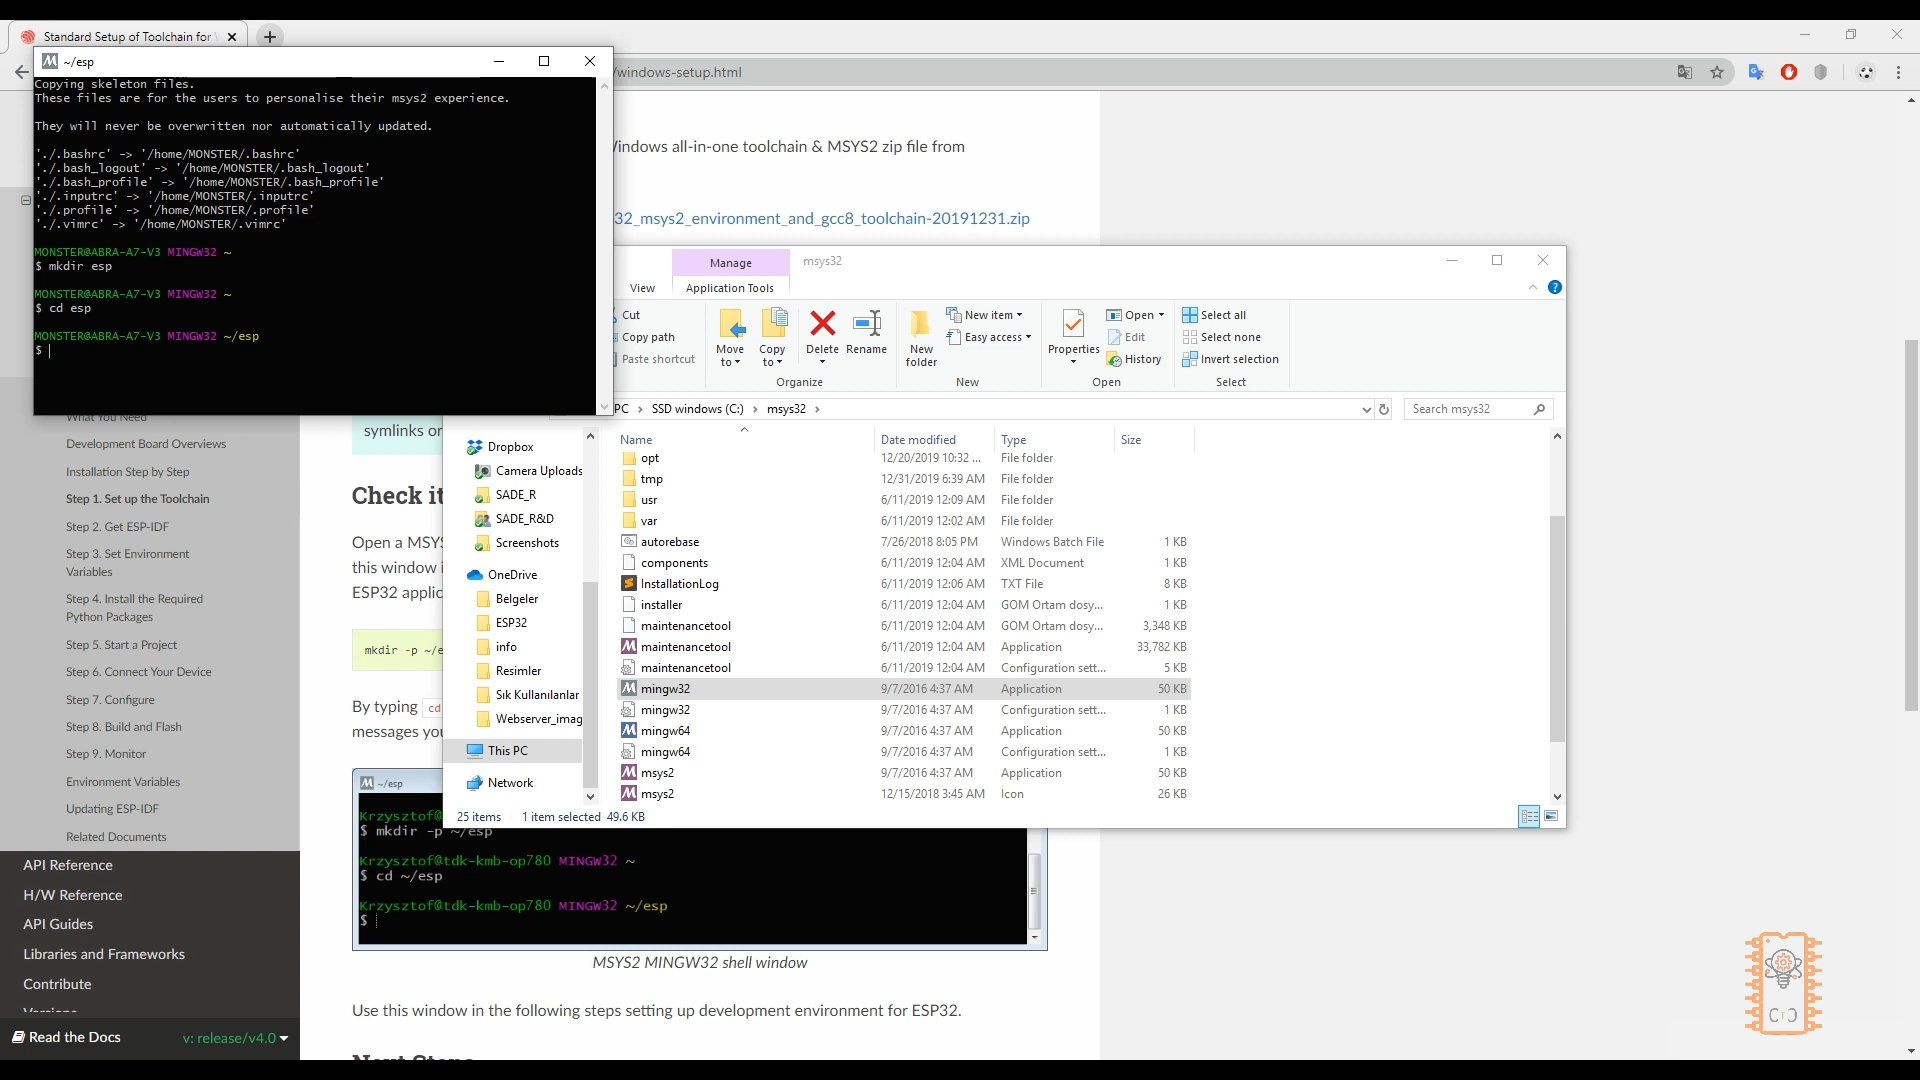 Standard Setup of Toolchain for
~/esp
/windows-setup.html
Copying skeleton files.
These files are for the users to personalise their msys2 experience.
They will never be overwritten nor automatically updated.
'./.bashrc' -> '/home/MONSTER/.bashrc'
'./.bash_logout' -> '/home/MONSTER/.bash_logout'
'./.bash_profile' -> '/home/MONSTER/.bash_profile'
'./.inputrc' -> '/home/MONSTER/.inputrc'
'./.profile' -> '/home/MONSTER/.profile'
'./.vimrc' -> '/home/MONSTER/.vimrc'
MONSTER@ABRA-A7-V3 MINGW32 ~
$ mkdir esp
MONSTER@ABRA-A7-V3 MINGW32 ~
$ cd esp
MONSTER@ABRA-A7-V3 MINGW32 ~/esp
$
Windows all-in-one toolchain & MSYS2 zip file from
32_msys2_environment_and_gcc8_toolchain-20191231.zip
Manage msys32
View Application Tools
Cut
Copy path
Paste shortcut
Move to
Copy to
Delete
Rename
Organize
New folder
New item
Easy access
New
Properties
Open
Edit
History
Open
Select all
Select none
Invert selection
Select
PC > SSD windows (C:) > msys32 >
Search msys32
Dropbox
Camera Uploads
SADE_R
SADE_R&D
Screenshots
OneDrive
Belgeler
ESP32
info
Resimler
Sık Kullanılanlar
Webserver_imag
This PC
Network
Name Date modified Type Size
opt 12/20/2019 10:32 ... File folder
tmp 12/31/2019 6:39 AM File folder
usr 6/11/2019 12:09 AM File folder
var 6/11/2019 12:02 AM File folder
autorebase 7/26/2018 8:05 PM Windows Batch File 1 KB
components 6/11/2019 12:04 AM XML Document 1 KB
InstallationLog 6/11/2019 12:06 AM TXT File 8 KB
installer 6/11/2019 12:04 AM GOM Ortam dosy... 1 KB
maintenancetool 6/11/2019 12:04 AM GOM Ortam dosy... 3,348 KB
maintenancetool 6/11/2019 12:04 AM Application 33,782 KB
maintenancetool 6/11/2019 12:04 AM Configuration sett... 5 KB
mingw32 9/7/2016 4:37 AM Application 50 KB
mingw32 9/7/2016 4:37 AM Configuration sett... 1 KB
mingw64 9/7/2016 4:37 AM Application 50 KB
mingw64 9/7/2016 4:37 AM Configuration sett... 1 KB
msys2 9/7/2016 4:37 AM Application 50 KB
msys2 12/15/2018 3:45 AM Icon 26 KB
25 items 1 item selected 49.6 KB
What You Need
Development Board Overviews
Installation Step by Step
Step 1. Set up the Toolchain
Step 2. Get ESP-IDF
Step 3. Set Environment
Variables
Step 4. Install the Required
Python Packages
Step 5. Start a Project
Step 6. Connect Your Device
Step 7. Configure
Step 8. Build and Flash
Step 9. Monitor
Environment Variables
Updating ESP-IDF
Related Documents
API Reference
H/W Reference
API Guides
Libraries and Frameworks
Contribute
Read the Docs v: release/v4.0
symlinks or
Check it
Open a MSYS
this window i
ESP32 applic
mkdir -p ~/e
By typing cd
messages you
~/esp
Krzysztof@
$ mkdir -p ~/esp
Krzysztof@tdk-kmb-op780 MINGW32 ~
$ cd ~/esp
Krzysztof@tdk-kmb-op780 MINGW32 ~/esp
$
MSYS2 MINGW32 shell window
Use this window in the following steps setting up development environment for ESP32.
Next Steps